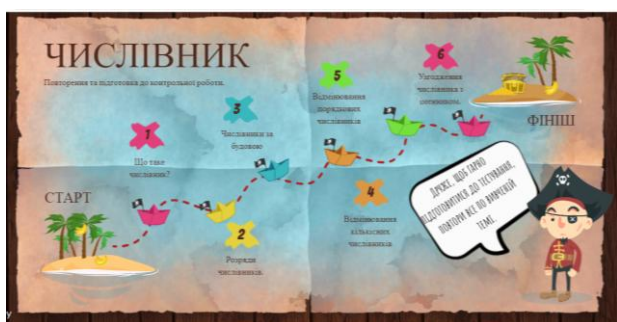 ЧИСЛІВНИК
Повторення та підготовка до контрольної роботи.
1
Що таке
числівник?
2
Розряди
числівників
3
Числівники за
будовою
4
Відмінювання
кількісних
числівників
5
Відмінювання
порядкових
числівників
6
Узгодження
числівника з
іменником.
СТАРТ
ФІНІШ
ДРУЖЕ, ЩОБ ГАРНО
ПІДГОТОВИТИСЯ ДО ТЕСТУВАННЯ,
ПОВТОРИ ВСЕ ПО ВИВЧЕНІЙ
ТЕМІ.